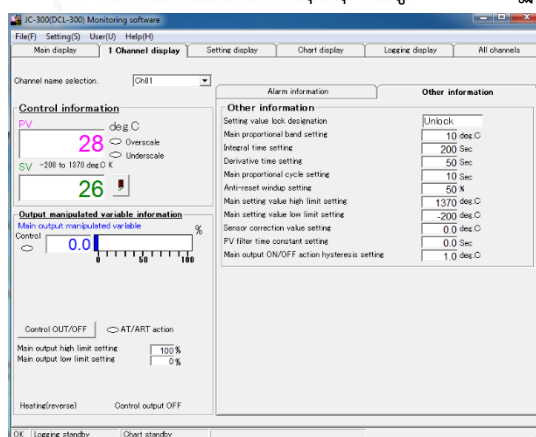 JC-300(DCL-300) Monitoring software
File(F) Setting(S) User(U) Help(H)
Main display 1 Channel display Setting display Chart display Logging display All channels
Channel name selection. Ch01
Alarm information Other information
Control information
PV deg.C
28
Overscale
Underscale
SV -200 to 1370 deg.C K
26
Output manipulated variable information
Main output manipulated variable %
Control
0.0
0 50 100
Control OUT/OFF AT/ART action
Main output high limit setting 100 %
Main output low limit setting 0 %
Heating(reverse) Control output OFF
Other information
Setting value lock designation Unlock
Main proportional band setting 10 deg.C
Integral time setting 200 Sec
Derivative time setting 50 Sec
Main proportional cycle setting 10 Sec
Anti-reset windup setting 50 %
Main setting value high limit setting 1370 deg.C
Main setting value low limit setting -200 deg.C
Sensor correction value setting 0.0 deg.C
PV filter time constant setting 0.0 Sec
Main output ON/OFF action hysteresis setting 1.0 deg.C
OK Logging standby Chart standby